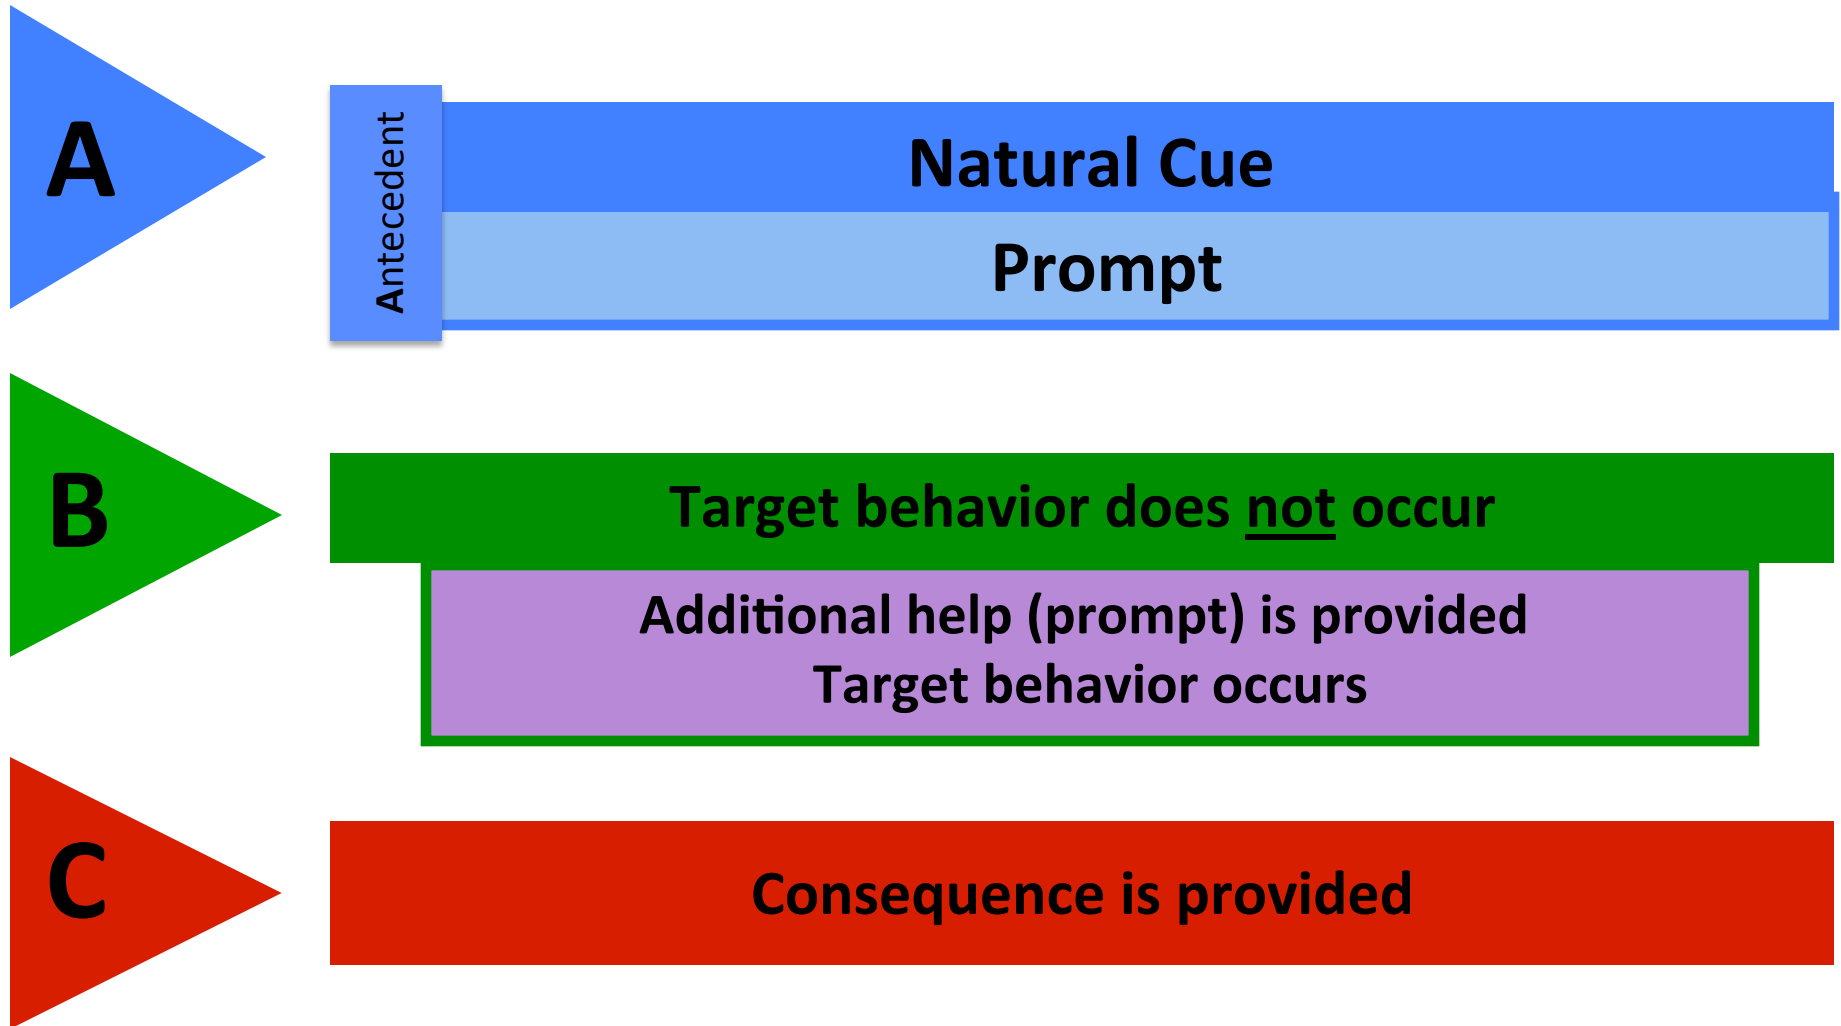 A
Antecedent
Natural Cue
Prompt
B
Target behavior does not occur
Additional help (prompt) is provided
Target behavior occurs
C
Consequence is provided